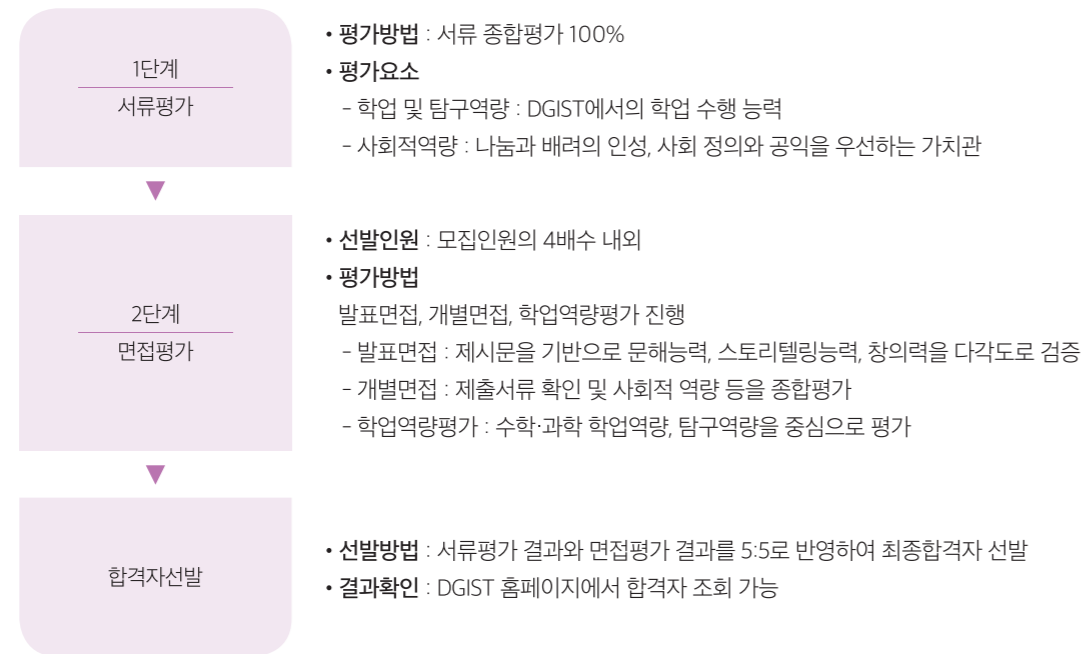 1단계
서류평가
• 평가방법 : 서류 종합평가 100%
• 평가요소
- 학업 및 탐구역량 : DGIST에서의 학업 수행 능력
- 사회적역량 : 나눔과 배려의 인성, 사회 정의와 공익을 우선하는 가치관
▼
2단계
면접평가
• 선발인원 : 모집인원의 4배수 내외
• 평가방법
발표면접, 개별면접, 학업역량평가 진행
- 발표면접 : 제시문을 기반으로 문해능력, 스토리텔링능력, 창의력을 다각도로 검증
- 개별면접 : 제출서류 확인 및 사회적 역량 등을 종합평가
- 학업역량평가 : 수학·과학 학업역량, 탐구역량을 중심으로 평가
▼
합격자선발
• 선발방법 : 서류평가 결과와 면접평가 결과를 5:5로 반영하여 최종합격자 선발
• 결과확인 : DGIST 홈페이지에서 합격자 조회 가능